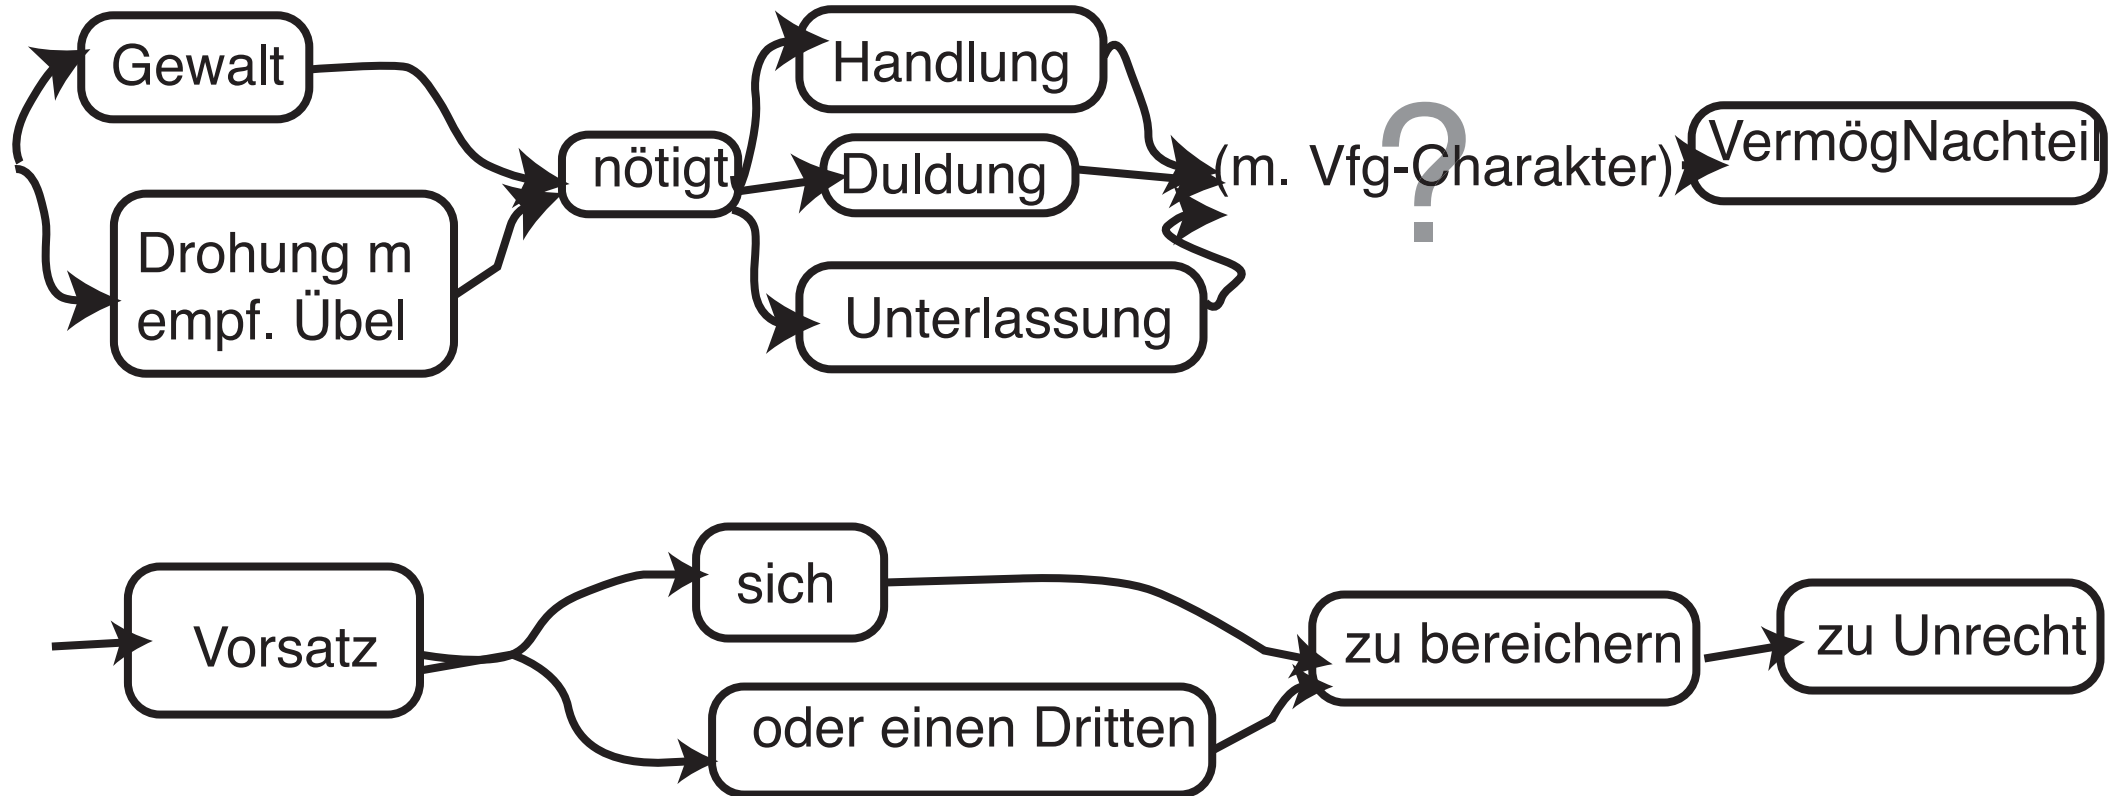 Gewalt
Drohung m
empf. Übel
nötigt
Handlung
Duldung
Unterlassung
?
(m. Vfg-Charakter)
VermögNachteil
Vorsatz
sich
oder einen Dritten
zu bereichern
zu Unrecht